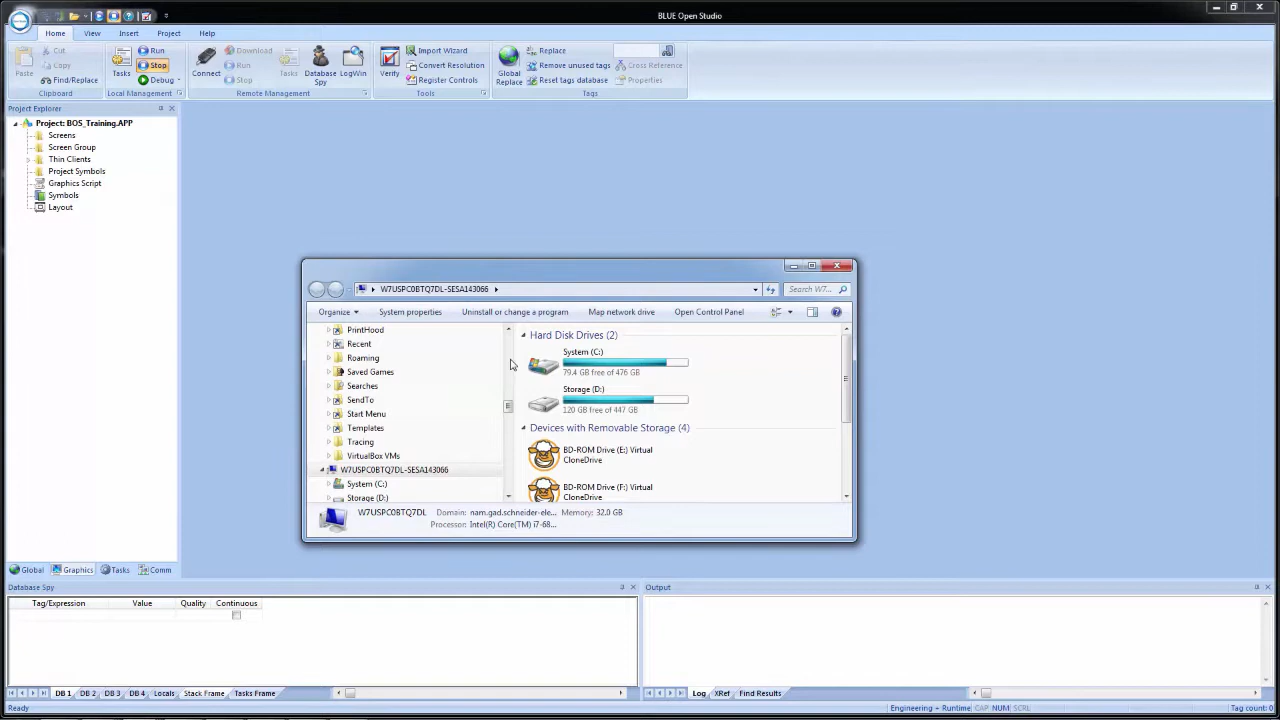 BLUE Open Studio
Home View Insert Project Help
Paste Cut Copy Find/Replace
Clipboard
Tasks Run Stop Debug
Local Management
Connect Download Run Stop Tasks Database Spy LogWin
Remote Management
Verify Import Wizard Convert Resolution Register Controls
Tools
Global Replace Replace Remove unused tags Reset tags database Cross Reference Properties
Tags
Project Explorer
Project: BOS_Training.APP
Screens
Screen Group
Thin Clients
Project Symbols
Graphics Script
Symbols
Layout
Global Graphics Tasks Comm
W7USPC0BTQ7DL-SESA143066
Search W7...
Organize System properties Uninstall or change a program Map network drive Open Control Panel
PrintHood
Recent
Roaming
Saved Games
Searches
SendTo
Start Menu
Templates
Tracing
VirtualBox VMs
W7USPC0BTQ7DL-SESA143066
System (C:)
Storage (D:)
Hard Disk Drives (2)
System (C:)
79.4 GB free of 476 GB
Storage (D:)
120 GB free of 447 GB
Devices with Removable Storage (4)
BD-ROM Drive (E:) Virtual
CloneDrive
BD-ROM Drive (F:) Virtual
CloneDrive
W7USPC0BTQ7DL Domain: nam.gad.schneider-ele... Memory: 32.0 GB
Processor: Intel(R) Core(TM) i7-68...
Database Spy
Tag/Expression Value Quality Continuous
DB 1 DB 2 DB 3 DB 4 Locals Stack Frame Tasks Frame
Output
Log XRef Find Results
Ready Engineering + Runtime CAP NUM SCRL Tag count: 0